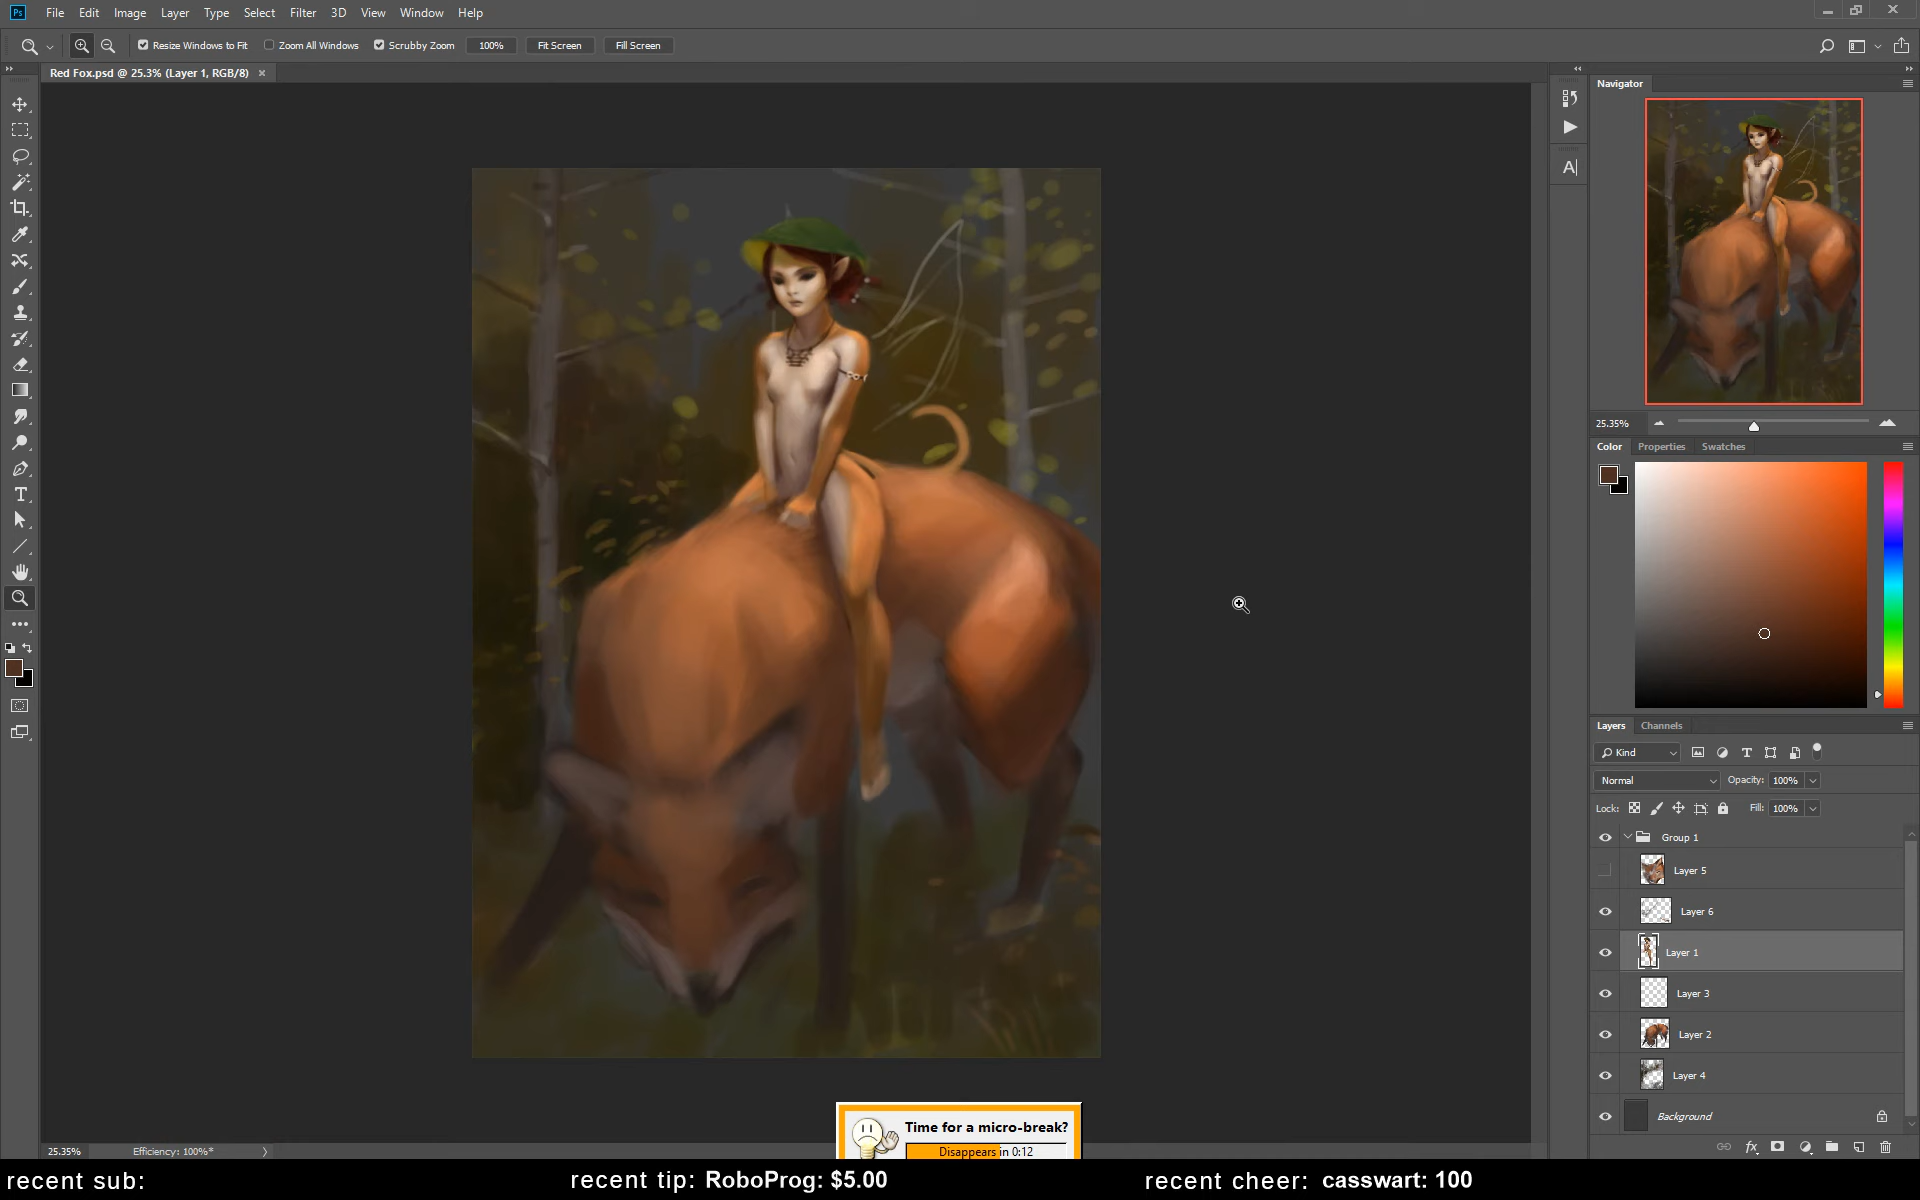 Ps File Edit Image Layer Type Select Filter 3D View Window Help
Resize Windows to Fit Zoom All Windows Scrubby Zoom 100% Fit Screen Fill Screen
Red Fox.psd @ 25.3% (Layer 1, RGB/8)
Navigator
25.35%
Color Properties Swatches
Layers Channels
Kind
Normal Opacity: 100%
Lock: Fill: 100%
Group 1
Layer 5
Layer 6
Layer 1
Layer 3
Layer 2
Layer 4
Background
Time for a micro-break?
Disappears in 0:12
25.35% Efficiency: 100%*
recent sub: recent tip: RoboProg: $5.00 recent cheer: casswart: 100